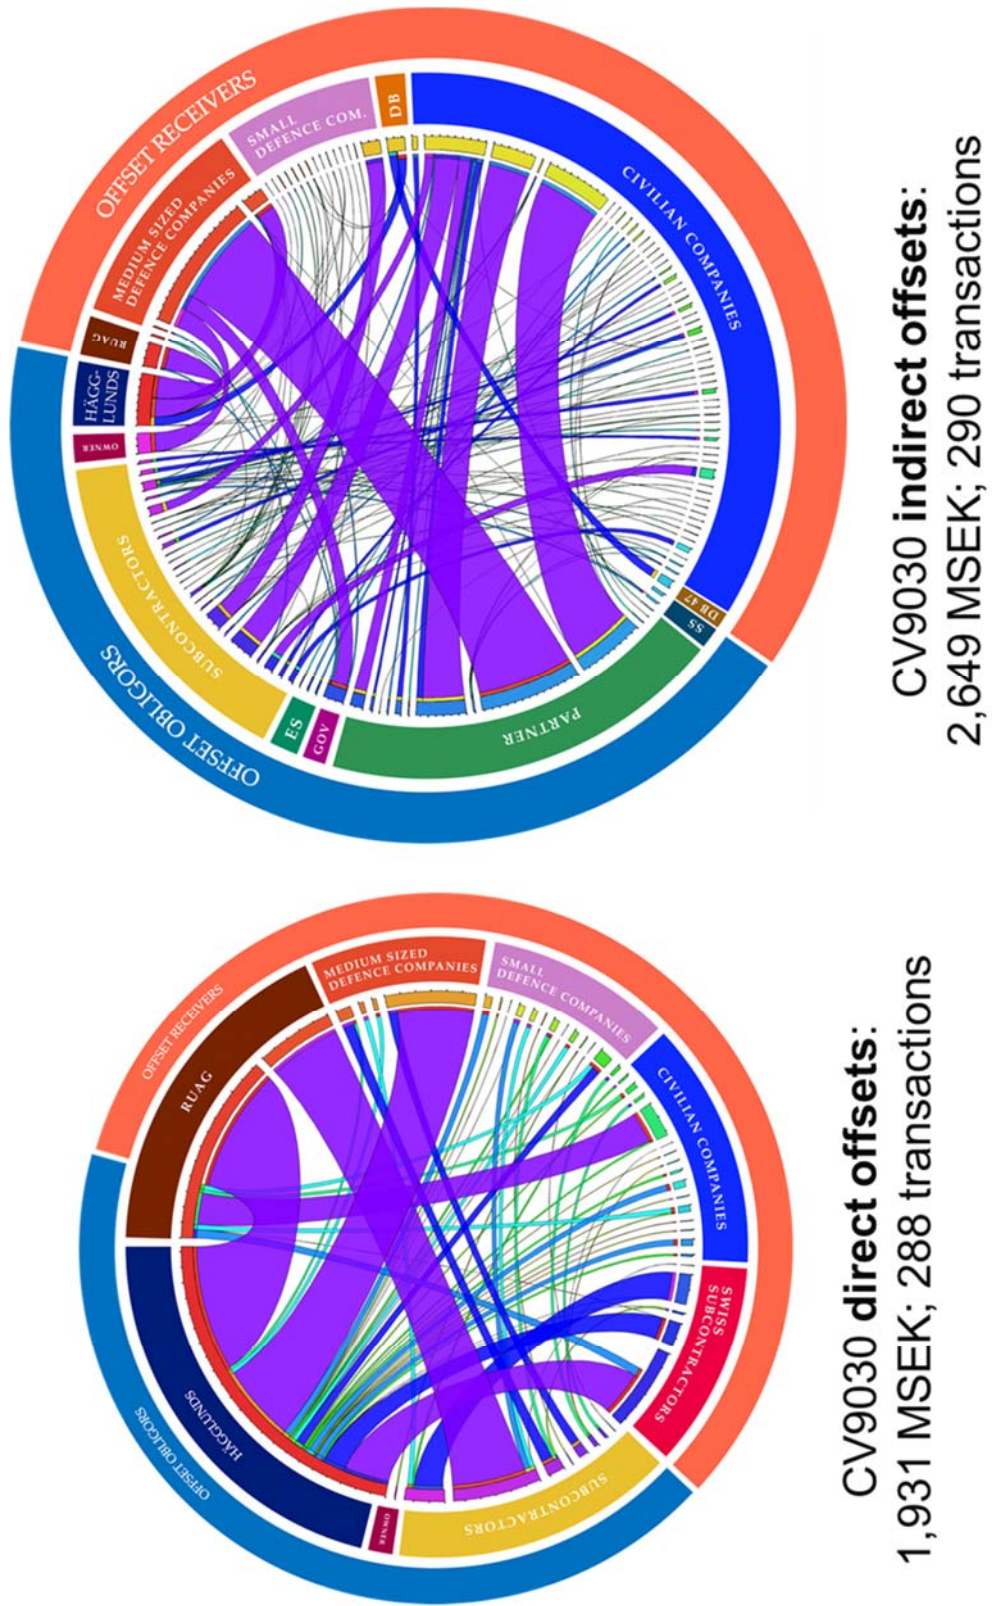 OFFSET RECEIVERS
OFFSET OBLIGORS
RUAG
MEDIUM SIZED
DEFENCE COMPANIES
SMALL
DEFENCE COMPANIES
CIVILIAN COMPANIES
SWISS
SUBCONTRACTORS
SUBCONTRACTORS
OWNER
HÄGGLUNDS
CV9030 direct offsets:
1,931 MSEK; 288 transactions
OFFSET RECEIVERS
OFFSET OBLIGORS
HÄGG-
LUNDS
RUAG
MEDIUM SIZED
DEFENCE COMPANIES
SMALL
DEFENCE COM.
DB
CIVILIAN COMPANIES
DB 47
SS
PARTNER
GOV
ES
SUBCONTRACTORS
OWNER
CV9030 indirect offsets:
2,649 MSEK; 290 transactions